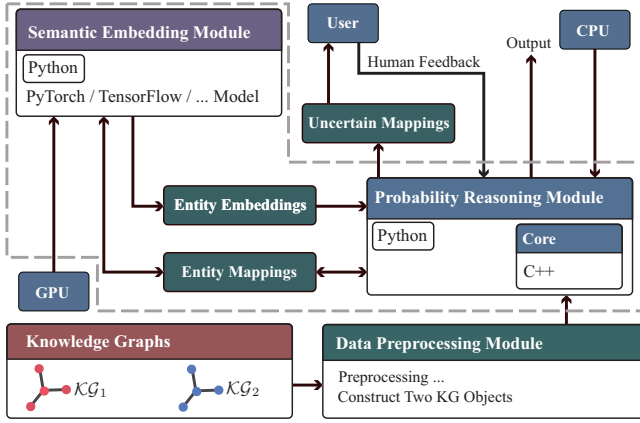 Semantic Embedding Module
Python
PyTorch / TensorFlow / ... Model
User
Output
CPU
Human Feedback
Uncertain Mappings
Entity Embeddings
Probability Reasoning Module
Python
Core
C++
Entity Mappings
GPU
Knowledge Graphs
𝒦𝒢₁
𝒦𝒢₂
Data Preprocessing Module
Preprocessing ...
Construct Two KG Objects